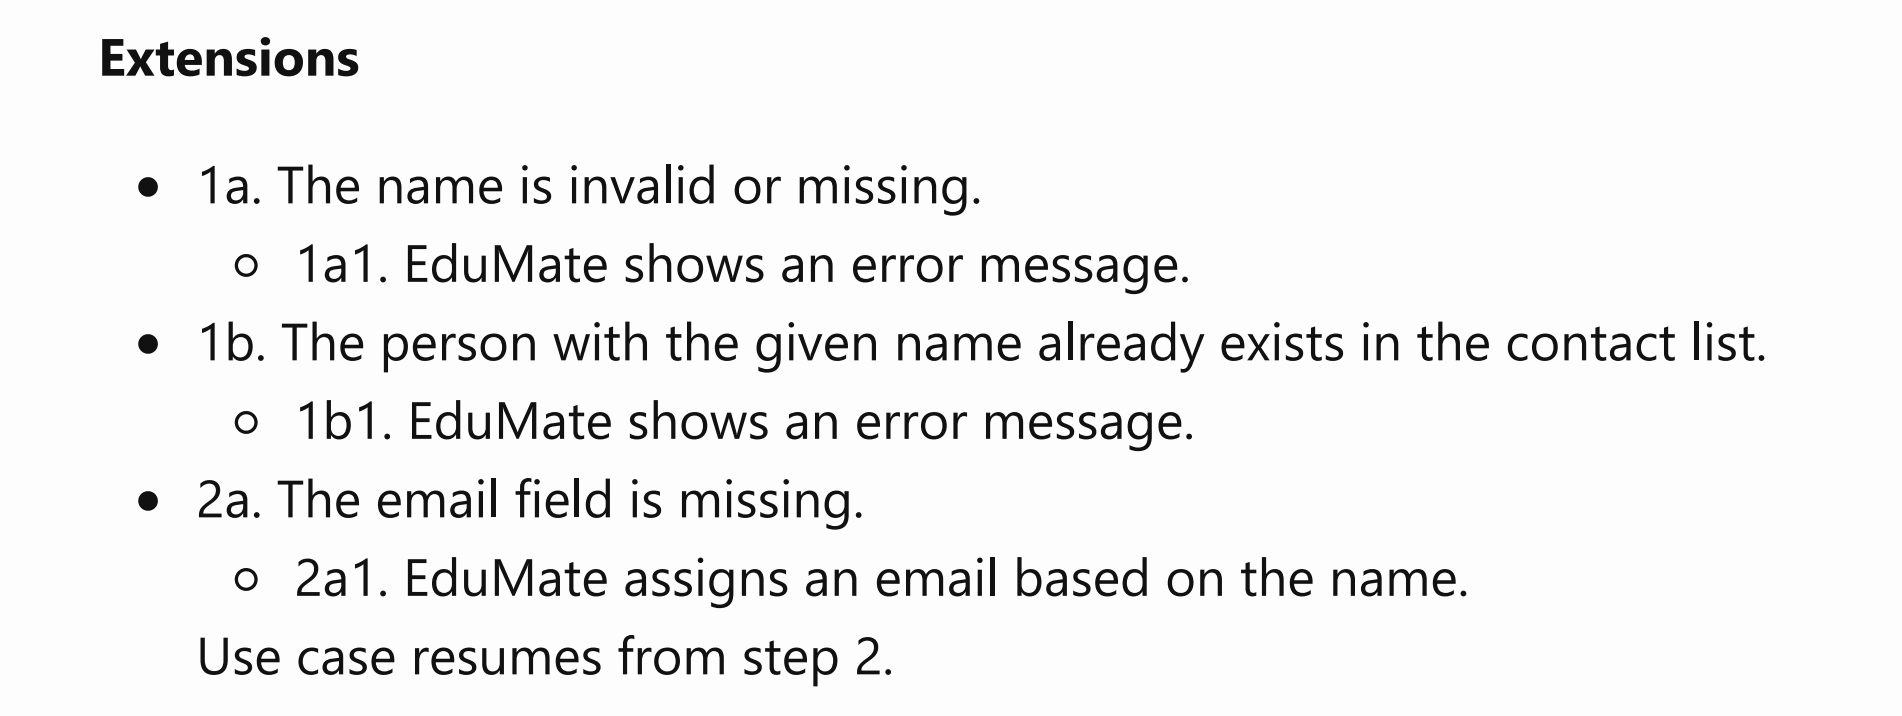 Extensions
1a. The name is invalid or missing.
1a1. EduMate shows an error message.
1b. The person with the given name already exists in the contact list.
1b1. EduMate shows an error message.
2a. The email field is missing.
2a1. EduMate assigns an email based on the name.
Use case resumes from step 2.